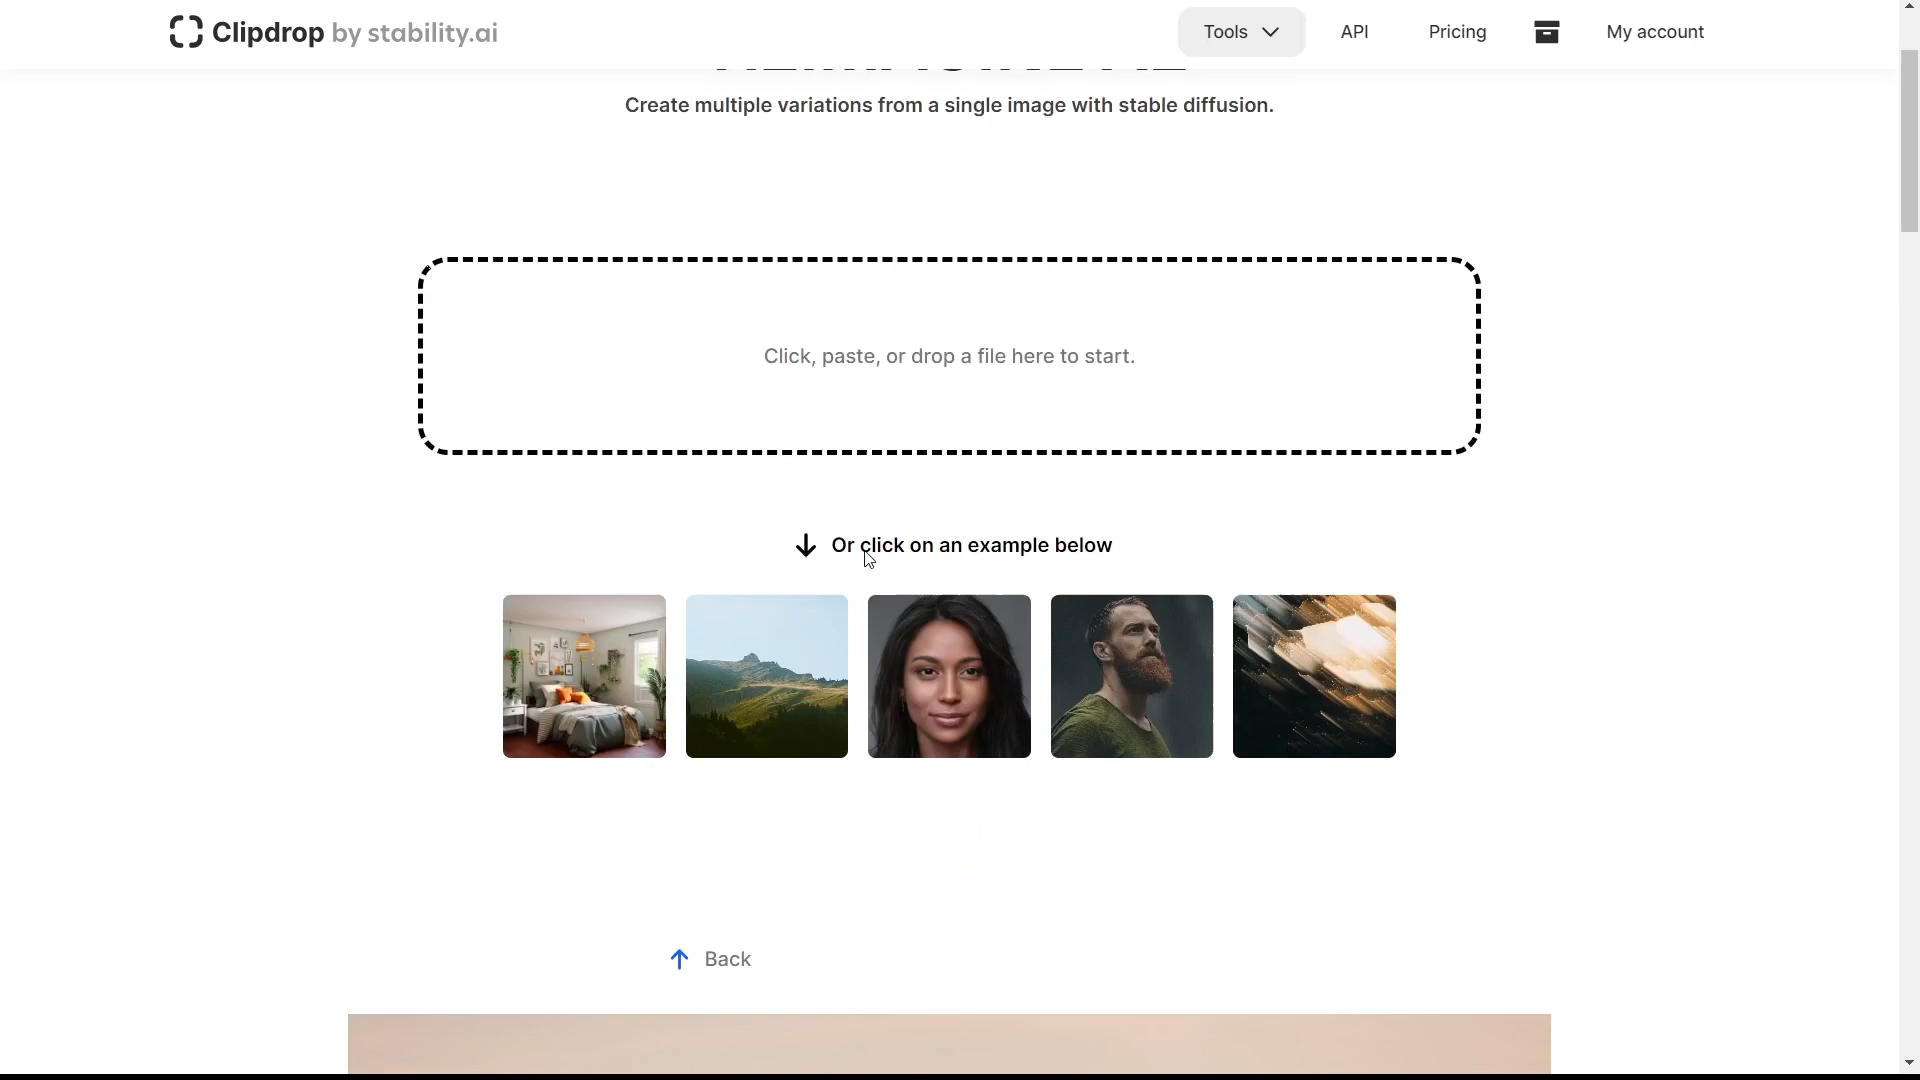 Clipdrop by stability.ai
Tools
API
Pricing
My account
Create multiple variations from a single image with stable diffusion.
Click, paste, or drop a file here to start.
Or click on an example below
Back